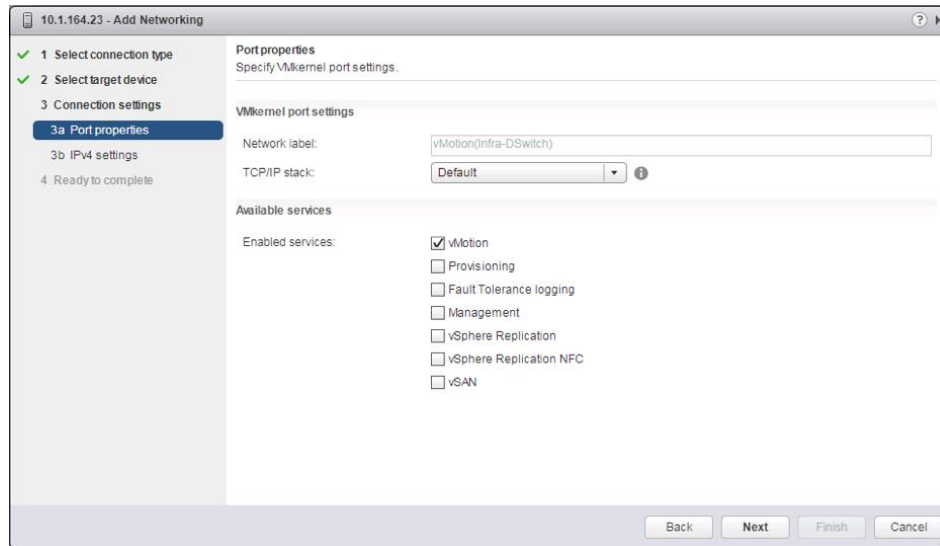 10.1.164.23 - Add Networking
?
1 Select connection type
2 Select target device
3 Connection settings
3a Port properties
3b IPv4 settings
4 Ready to complete
Port properties
Specify VMkernel port settings.
VMkernel port settings
Network label:
vMotion(Infra-DSwitch)
TCP/IP stack:
Default
Available services
Enabled services:
vMotion
Provisioning
Fault Tolerance logging
Management
vSphere Replication
vSphere Replication NFC
vSAN
Back
Next
Finish
Cancel